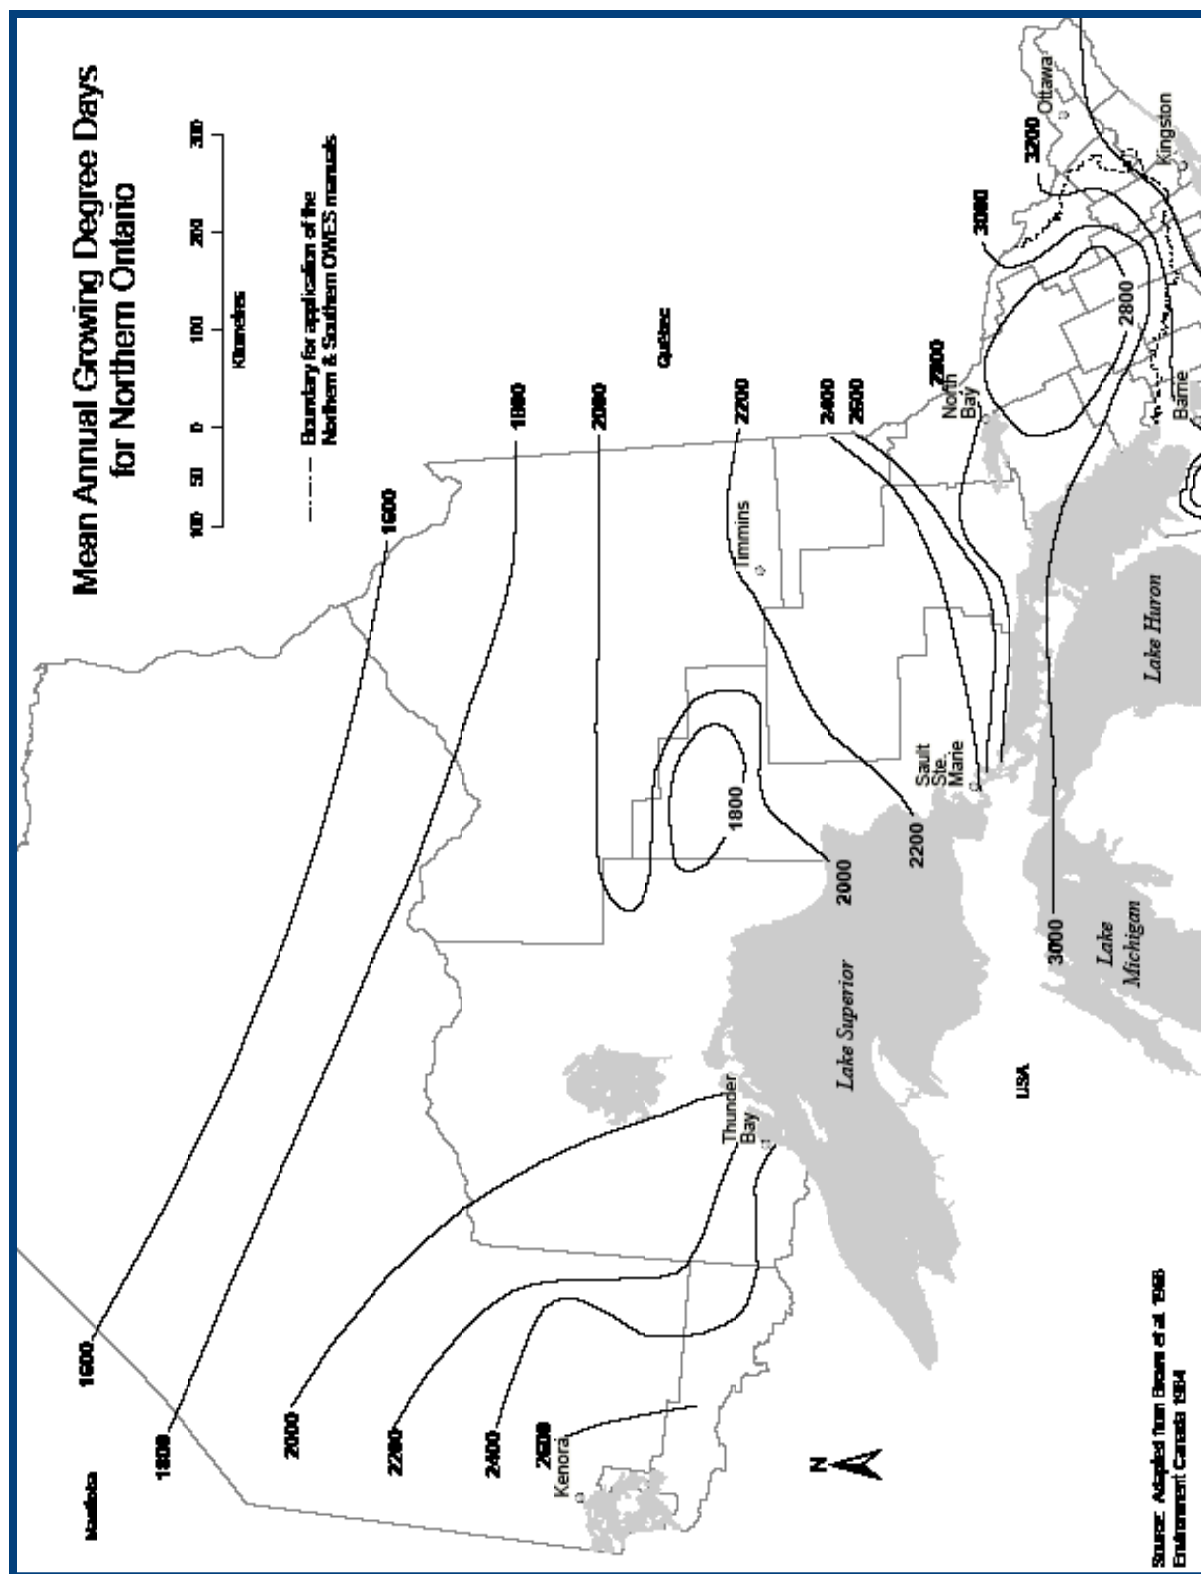 Mean Annual Growing Degree Days
for Northern Ontario
100 50 0 100 200 300
Kilometres
Boundary for application of the
Northern & Southern OWES manuals
Manitoba
Québec
USA
1600
1600
1800
1800
2000
2000
2200
2200
2400
2400
2600
2600
1800
2000
2200
2800
2800
3000
3000
3200
Kenora
Thunder
Bay
Timmins
Sault
Ste.
Marie
North
Bay
Ottawa
Kingston
Barrie
Lake Superior
Lake
Michigan
Lake Huron
N
Source: Adapted from Brown et al. 1968
Environment Canada 1984